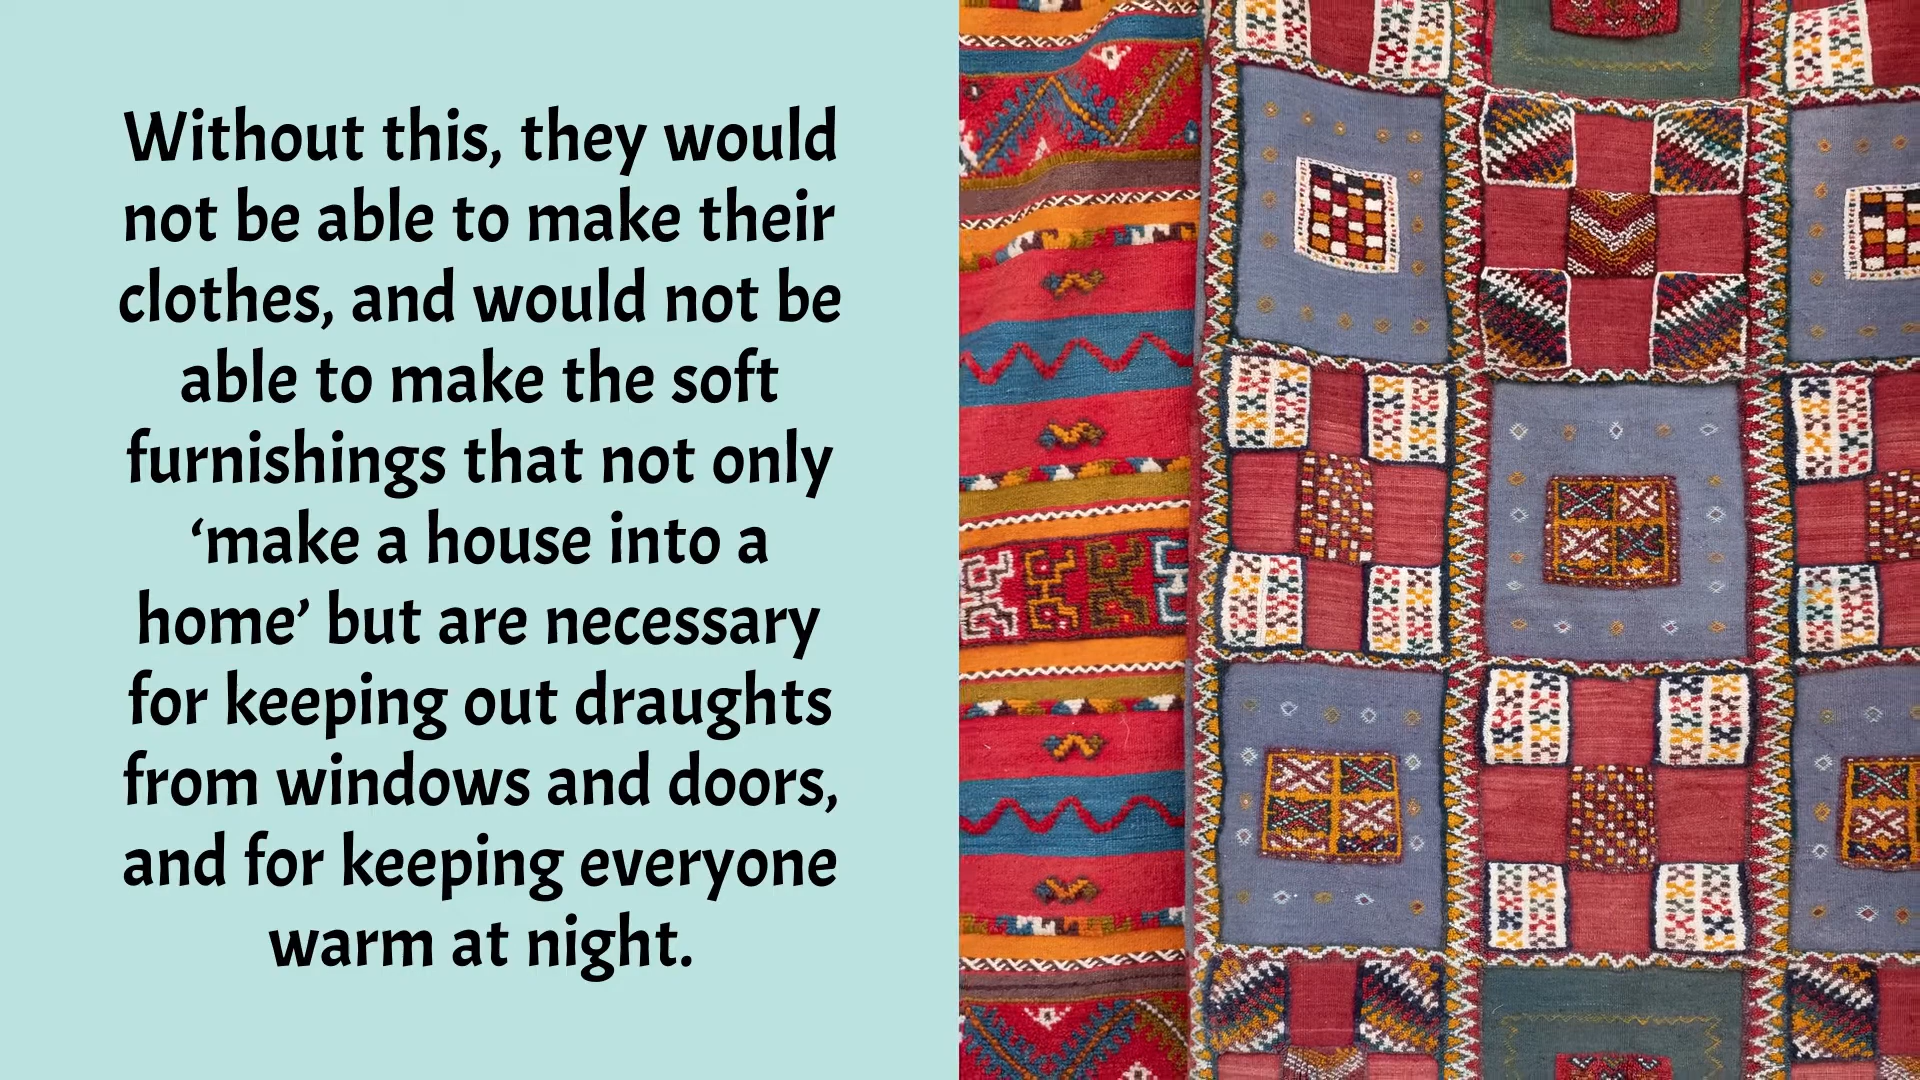 Without this, they would
not be able to make their
clothes, and would not be
able to make the soft
furnishings that not only
‘make a house into a
home’ but are necessary
for keeping out draughts
from windows and doors,
and for keeping everyone
warm at night.